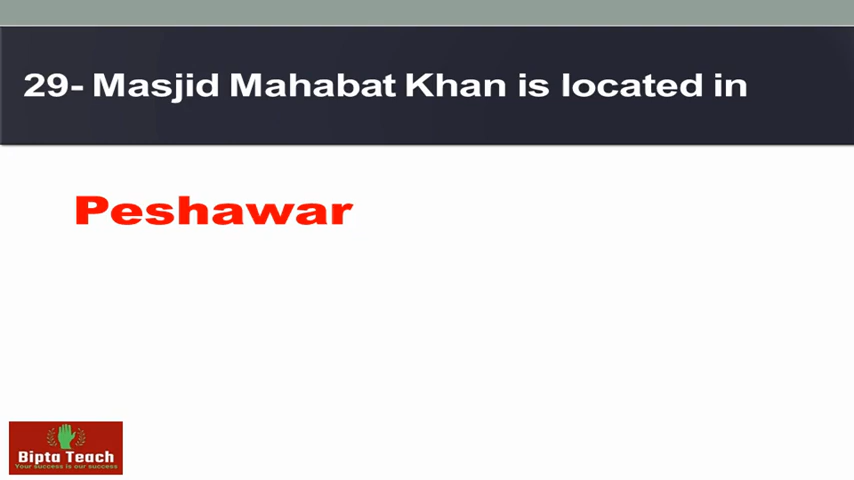 29- Masjid Mahabat Khan is located in
Peshawar
Bipta Teach
Your success is our success